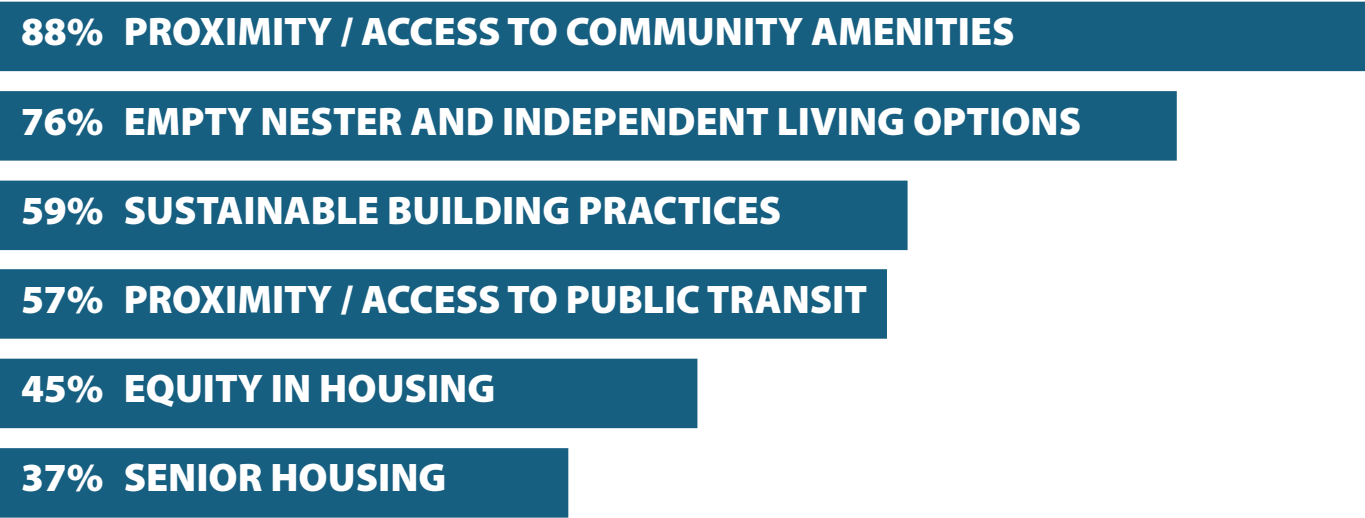 88% PROXIMITY / ACCESS TO COMMUNITY AMENITIES
76% EMPTY NESTER AND INDEPENDENT LIVING OPTIONS
59% SUSTAINABLE BUILDING PRACTICES
57% PROXIMITY / ACCESS TO PUBLIC TRANSIT
45% EQUITY IN HOUSING
37% SENIOR HOUSING